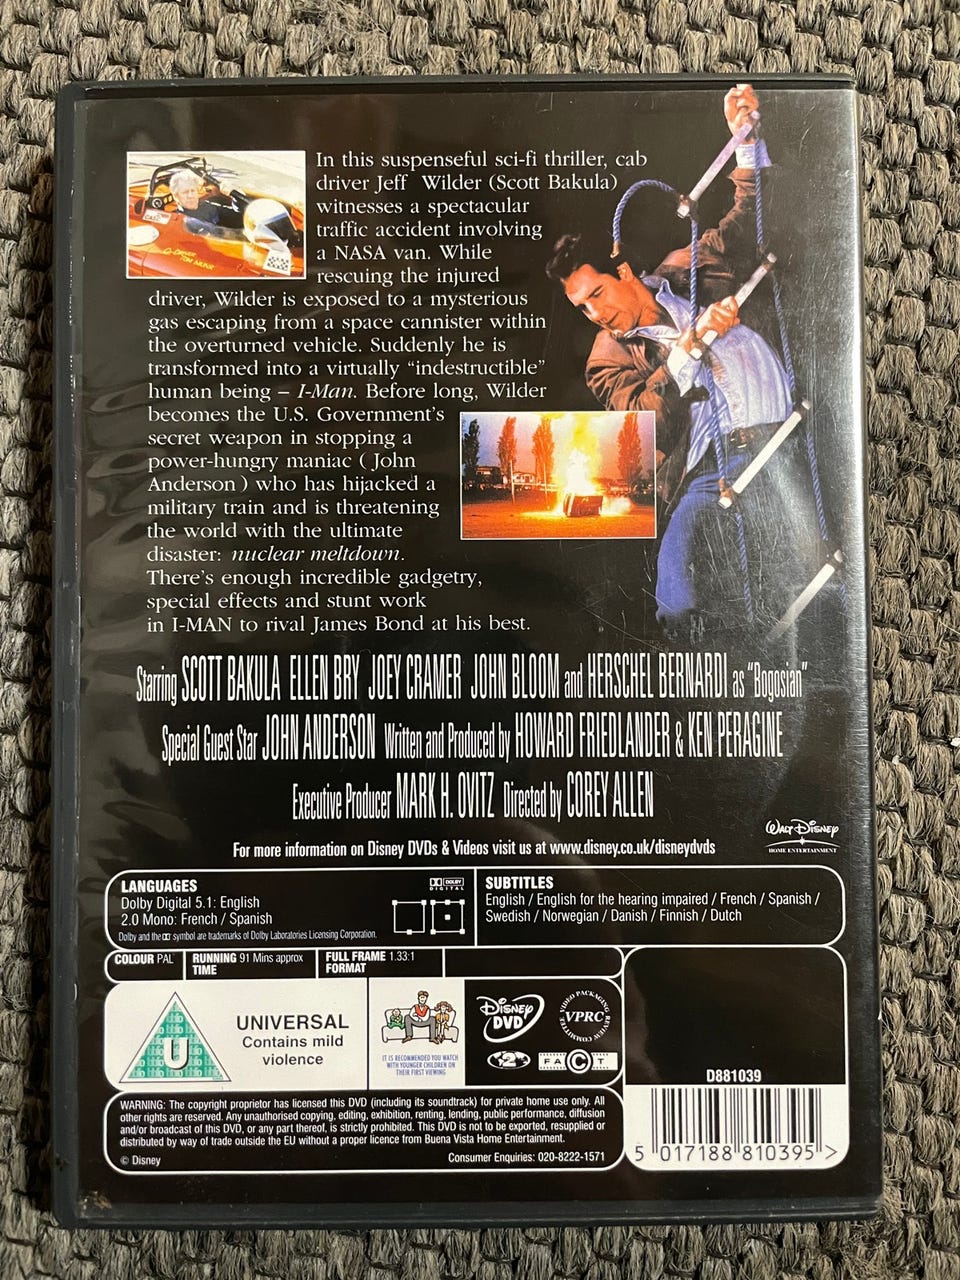 In this suspenseful sci-fi thriller, cab
driver Jeff Wilder (Scott Bakula)
witnesses a spectacular
traffic accident involving
a NASA van. While
rescuing the injured
driver, Wilder is exposed to a mysterious
gas escaping from a space cannister within
the overturned vehicle. Suddenly he is
transformed into a virtually “indestructible”
human being – I-Man. Before long, Wilder
becomes the U.S. Government's
secret weapon in stopping a
power-hungry maniac ( John
Anderson ) who has hijacked a
military train and is threatening
the world with the ultimate
disaster: nuclear meltdown.
There's enough incredible gadgetry,
special effects and stunt work
in I-MAN to rival James Bond at his best.
Starring SCOTT BAKULA ELLEN BRY JOEY CRAMER JOHN BLOOM and HERSCHEL BERNARDI as “Bogosian”
Special Guest Star JOHN ANDERSON Written and Produced by HOWARD FRIEDLANDER & KEN PERAGINE
Executive Producer MARK H. OVITZ Directed by COREY ALLEN
WALT DISNEY
HOME ENTERTAINMENT
For more information on Disney DVDs & Videos visit us at www.disney.co.uk/disneydvds
LANGUAGES
Dolby Digital 5.1: English
2.0 Mono: French / Spanish
Dolby and the symbol are trademarks of Dolby Laboratories Licensing Corporation.
DOLBY
DIGITAL
SUBTITLES
English / English for the hearing impaired / French / Spanish /
Swedish / Norwegian / Danish / Finnish / Dutch
COLOUR PAL
RUNNING 91 Mins approx
TIME
FULL FRAME 1.33:1
FORMAT
U
UNIVERSAL
Contains mild
violence
IT IS RECOMMENDED YOU WATCH
WITH YOUNGER CHILDREN ON
THEIR FIRST VIEWING
DISNEY
DVD
VIDEO PACKAGING
VPRC
REVIEW COMMITTEE
2
FACT
D881039
5 017188 810395 >
WARNING: The copyright proprietor has licensed this DVD (including its soundtrack) for private home use only. All
other rights are reserved. Any unauthorised copying, editing, exhibition, renting, lending, public performance, diffusion
and/or broadcast of this DVD, or any part thereof, is strictly prohibited. This DVD is not to be exported, resupplied or
distributed by way of trade outside the EU without a proper licence from Buena Vista Home Entertainment.
© Disney
Consumer Enquiries: 020-8222-1571